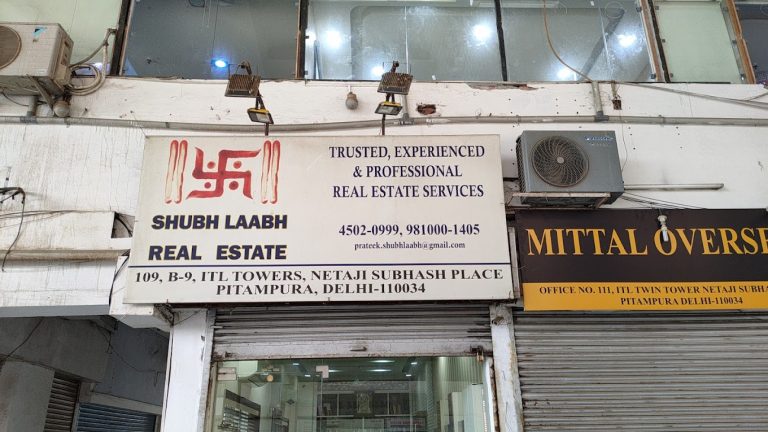 SHUBH LAABH
REAL ESTATE
TRUSTED, EXPERIENCED
& PROFESSIONAL
REAL ESTATE SERVICES
4502-0999, 981000-1405
prateek.shubhlaabh@gmail.com
109, B-9, ITL TOWERS, NETAJI SUBHASH PLACE
PITAMPURA, DELHI-110034
MITTAL OVERSE
OFFICE NO. 111, ITL TWIN TOWER NETAJI SUBHA
PITAMPURA DELHI-110034